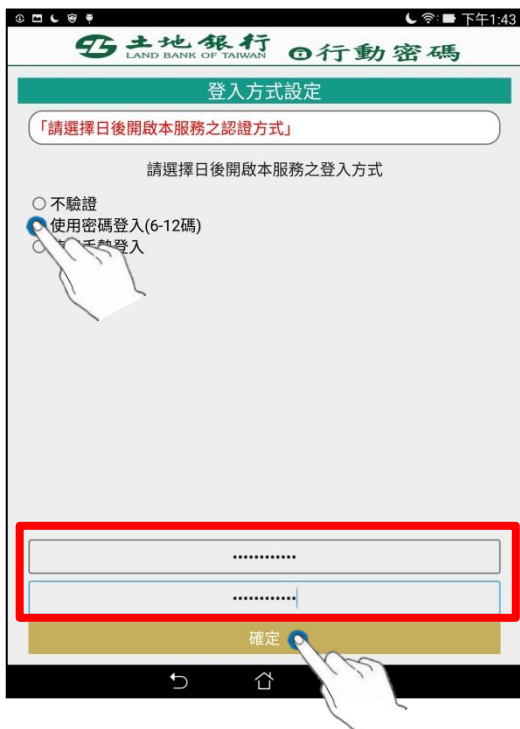 下午1:43
土地銀行
LAND BANK OF TAIWAN
行動密碼
登入方式設定
「請選擇日後開啟本服務之認證方式」
請選擇日後開啟本服務之登入方式
不驗證
使用密碼登入(6-12碼)
手勢登入
••••••••••••
••••••••••••
確定